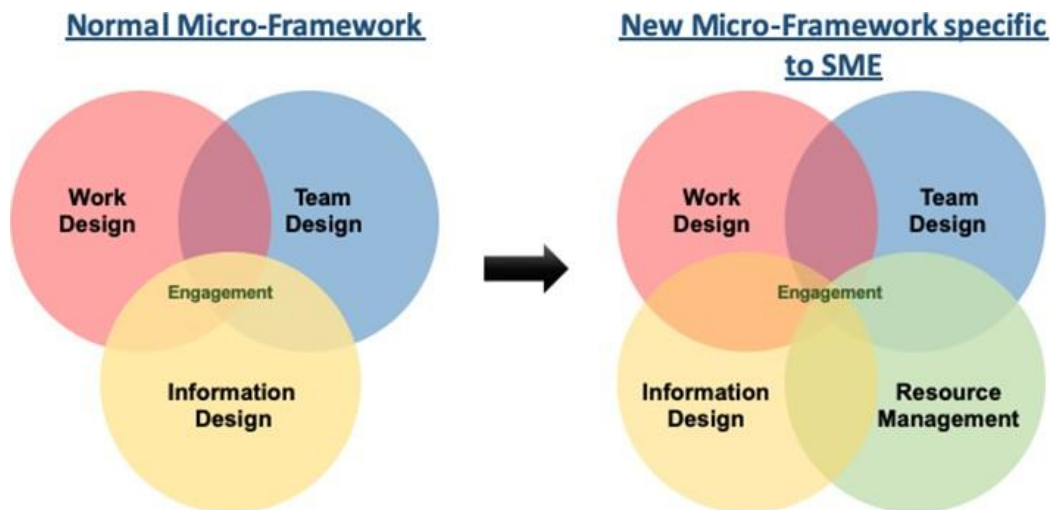 Normal Micro-Framework
Work
Design
Team
Design
Engagement
Information
Design
New Micro-Framework specific
to SME
Work
Design
Team
Design
Engagement
Information
Design
Resource
Management